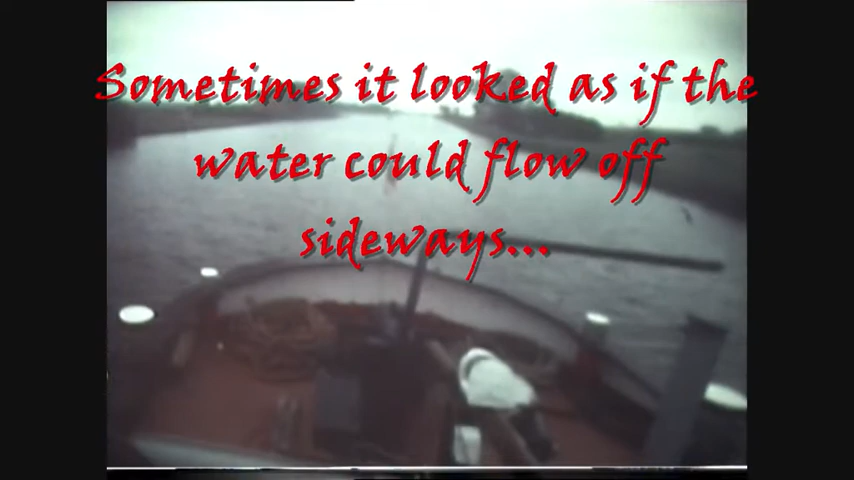 Sometimes it looked as if the
water could flow off
sideways...